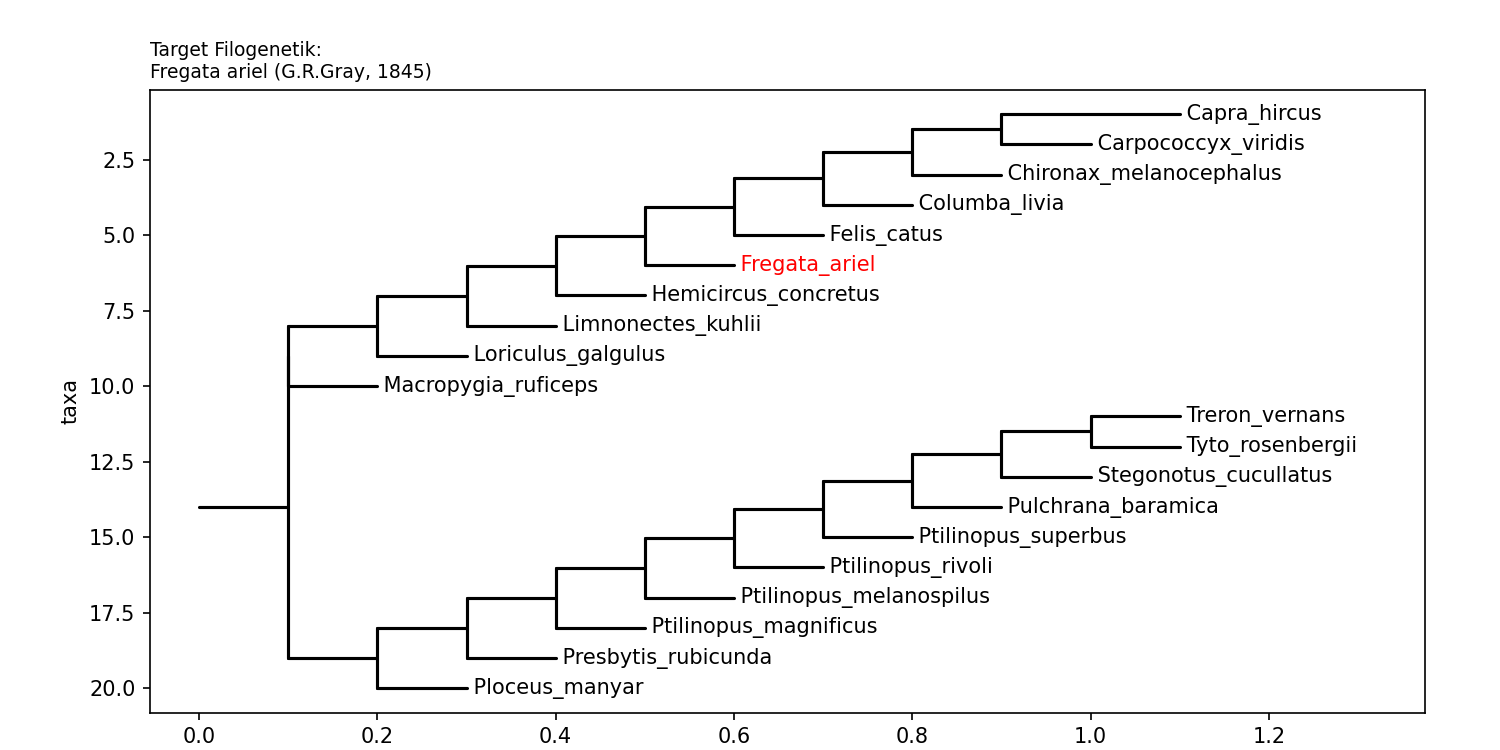 Target Filogenetik:
Fregata ariel (G.R.Gray, 1845)
Capra_hircus
Carpococcyx_viridis
2.5
Chironax_melanocephalus
Columba_livia
5.0
Felis_catus
Fregata_ariel
Hemicircus_concretus
7.5
Limnonectes_kuhlii
Loriculus_galgulus
10.0
Macropygia_ruficeps
taxa
Treron_vernans
Tyto_rosenbergii
12.5
Stegonotus_cucullatus
Pulchrana_baramica
15.0
Ptilinopus_superbus
Ptilinopus_rivoli
Ptilinopus_melanospilus
17.5
Ptilinopus_magnificus
Presbytis_rubicunda
20.0
Ploceus_manyar
0.0 0.2 0.4 0.6 0.8 1.0 1.2